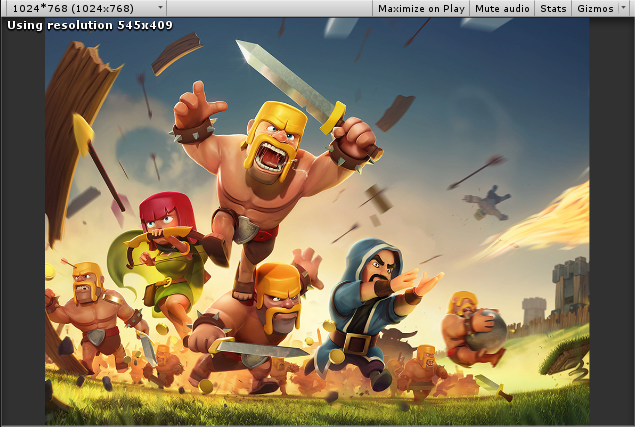 1024*768 (1024x768) Maximize on Play Mute audio Stats Gizmos
Using resolution 545x409